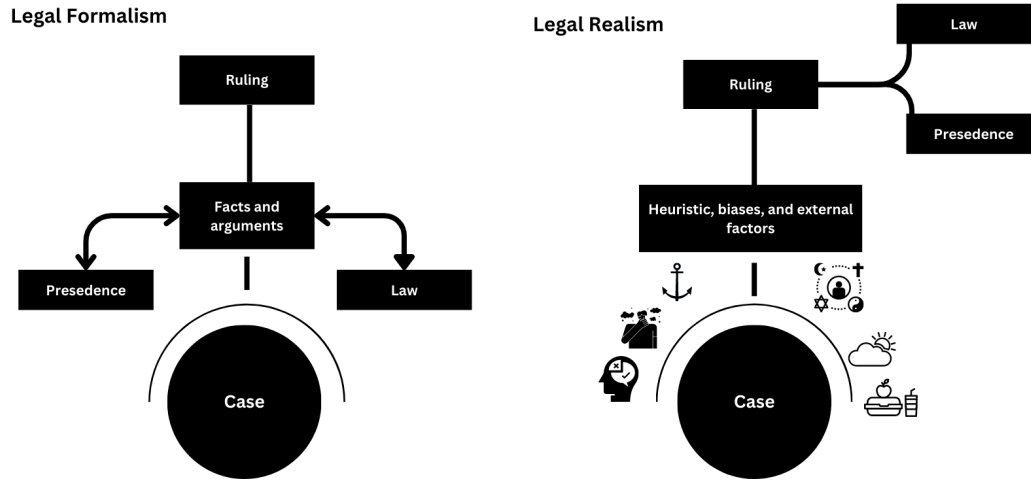 Legal Formalism
Ruling
Facts and
arguments
Presedence
Law
Case
Legal Realism
Law
Ruling
Presedence
Heuristic, biases, and external
factors
Case